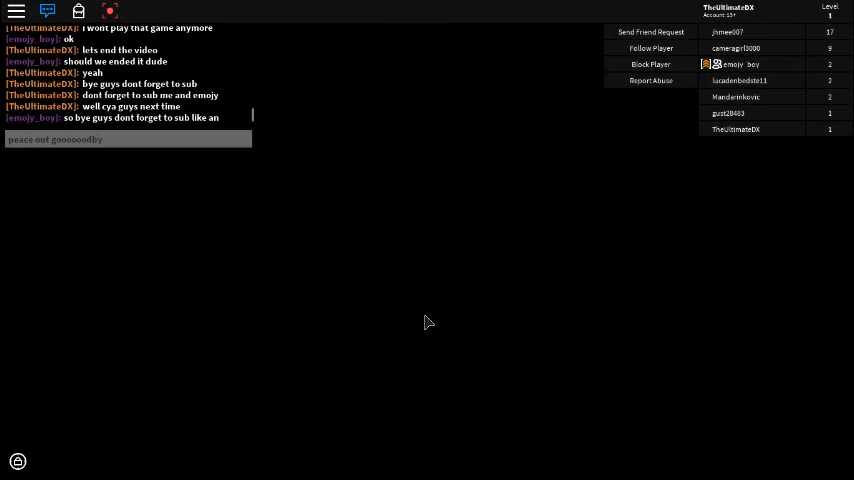 TheUltimateDX
Account: 13+
Level
1
[TheUltimateDX]: I wont play that game anymore
[emojy_boy]: ok
[TheUltimateDX]: lets end the video
[emojy_boy]: should we ended it dude
[TheUltimateDX]: yeah
[TheUltimateDX]: bye guys dont forget to sub
[TheUltimateDX]: dont forget to sub me and emojy
[TheUltimateDX]: well cya guys next time
[emojy_boy]: so bye guys dont forget to sub like an
peace out goooooodby
Send Friend Request
Follow Player
Block Player
Report Abuse
jhmee007 17
cameragirl3000 9
emojy_boy 2
lucadenbedste11 2
Mandarinkovic 2
gust28483 1
TheUltimateDX 1